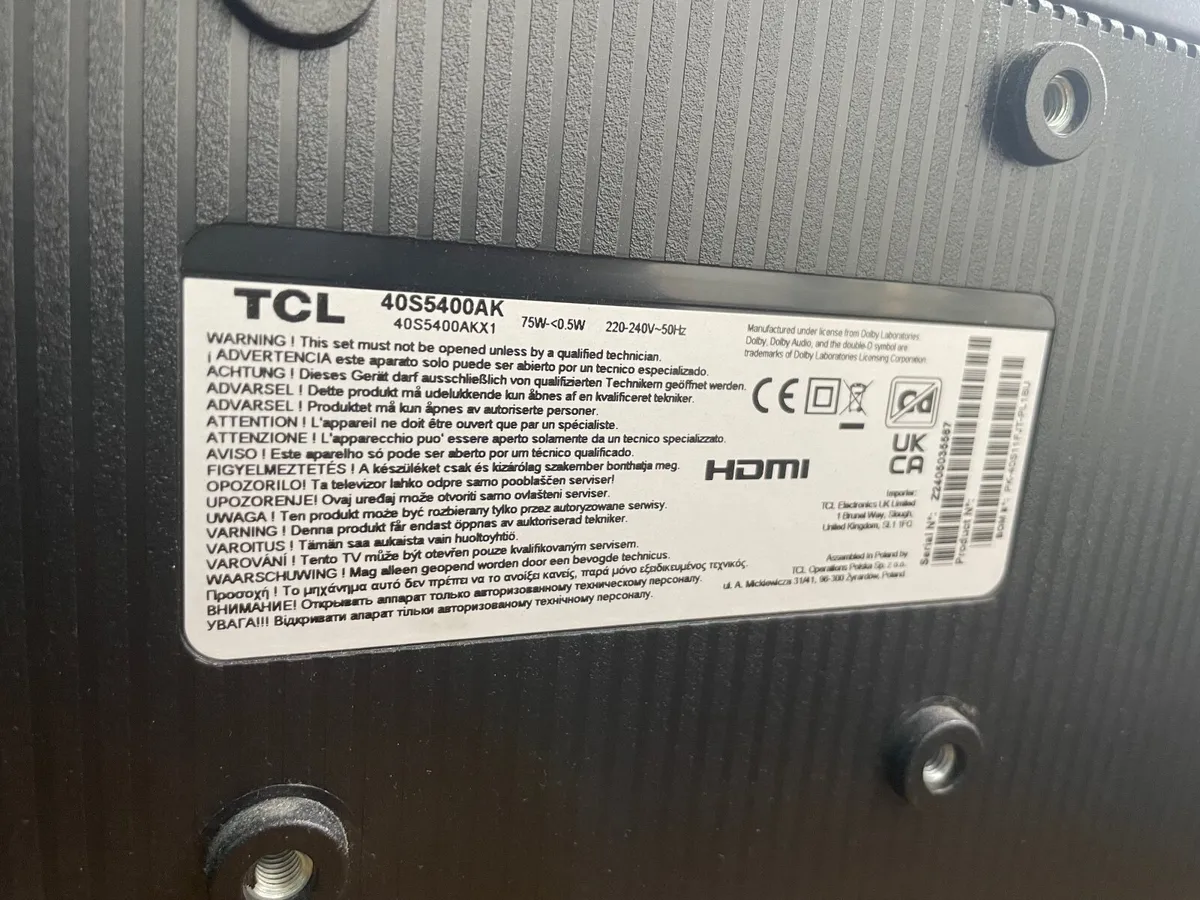 TCL 40S5400AK
40S5400AKX1 75W-<0.5W 220-240V~50Hz
WARNING ! This set must not be opened unless by a qualified technician.
¡ ADVERTENCIA este aparato solo puede ser abierto por un tecnico especializado.
ACHTUNG ! Dieses Gerät darf ausschließlich von qualifizierten Technikern geöffnet werden.
ADVARSEL ! Dette produkt må udelukkende kun åbnes af en kvalificeret tekniker.
ADVARSEL ! Produktet må kun åpnes av autoriserte personer.
ATTENTION ! L'appareil ne doit être ouvert que par un spécialiste.
ATTENZIONE ! L'apparecchio puo' essere aperto solamente da un tecnico specializzato.
AVISO ! Este aparelho só pode ser aberto por um técnico qualificado.
FIGYELMEZTETÉS ! A készüléket csak és kizárólag szakember bonthatja meg.
OPOZORILO! Ta televizor lahko odpre samo pooblaščen serviser!
UPOZORENJE! Ovaj uređaj može otvoriti samo ovlašteni serviser.
UWAGA ! Ten produkt może być rozbierany tylko przez autoryzowane serwisy.
VARNING ! Denna produkt får endast öppnas av auktoriserad tekniker.
VAROITUS ! Tämän saa aukaista vain huoltoyhtiö.
VAROVÁNÍ ! Tento TV může být otevřen pouze kvalifikovaným servisem.
WAARSCHUWING ! Mag alleen geopend worden door een bevogde technicus.
Προσοχή ! Το μηχάνημα αυτό δεν πρέπει να το ανοίξει κανείς, παρά μόνο εξειδικευμένος τεχνικός.
ВНИМАНИЕ! Открывать аппарат только авторизованному техническому персоналу.
УВАГА!!! Відкривати апарат тільки авторизованому технічному персоналу.
Manufactured under license from Dolby Laboratories.
Dolby, Dolby Audio, and the double-D symbol are
trademarks of Dolby Laboratories Licensing Corporation.
CE
UK
CA
HDMI
Importer:
TCL Electronics UK Limited
1 Brunel Way, Slough,
United Kingdom, SL1 1FQ
Assembled in Poland by
TCL Operations Polska Sp. z o.o.
ul. A. Mickiewicza 31/41, 96-300 Żyrardów, Poland
Serial N°:
Product N°: